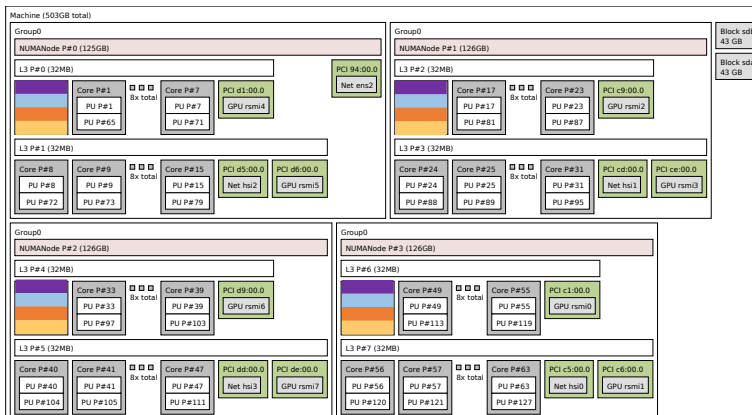 Machine (503GB total)
Group0
NUMANode P#0 (125GB)
L3 P#0 (32MB)
Core P#1
PU P#1
PU P#65
8x total
Core P#7
PU P#7
PU P#71
PCI d1:00.0
GPU rsmi4
PCI 94:00.0
Net ens2
L3 P#1 (32MB)
Core P#8
PU P#8
PU P#72
Core P#9
PU P#9
PU P#73
8x total
Core P#15
PU P#15
PU P#79
PCI d5:00.0
Net hsi2
PCI d6:00.0
GPU rsmi5
Group0
NUMANode P#1 (126GB)
L3 P#2 (32MB)
Core P#17
PU P#17
PU P#81
8x total
Core P#23
PU P#23
PU P#87
PCI c9:00.0
GPU rsmi2
L3 P#3 (32MB)
Core P#24
PU P#24
PU P#88
Core P#25
PU P#25
PU P#89
8x total
Core P#31
PU P#31
PU P#95
PCI cd:00.0
Net hsi1
PCI ce:00.0
GPU rsmi3
Block sdb
43 GB
Block sda
43 GB
Group0
NUMANode P#2 (126GB)
L3 P#4 (32MB)
Core P#33
PU P#33
PU P#97
8x total
Core P#39
PU P#39
PU P#103
PCI d9:00.0
GPU rsmi6
L3 P#5 (32MB)
Core P#40
PU P#40
PU P#104
Core P#41
PU P#41
PU P#105
8x total
Core P#47
PU P#47
PU P#111
PCI dd:00.0
Net hsi3
PCI de:00.0
GPU rsmi7
Group0
NUMANode P#3 (126GB)
L3 P#6 (32MB)
Core P#49
PU P#49
PU P#113
8x total
Core P#55
PU P#55
PU P#119
PCI c1:00.0
GPU rsmi0
L3 P#7 (32MB)
Core P#56
PU P#56
PU P#120
Core P#57
PU P#57
PU P#121
8x total
Core P#63
PU P#63
PU P#127
PCI c5:00.0
Net hsi0
PCI c6:00.0
GPU rsmi1